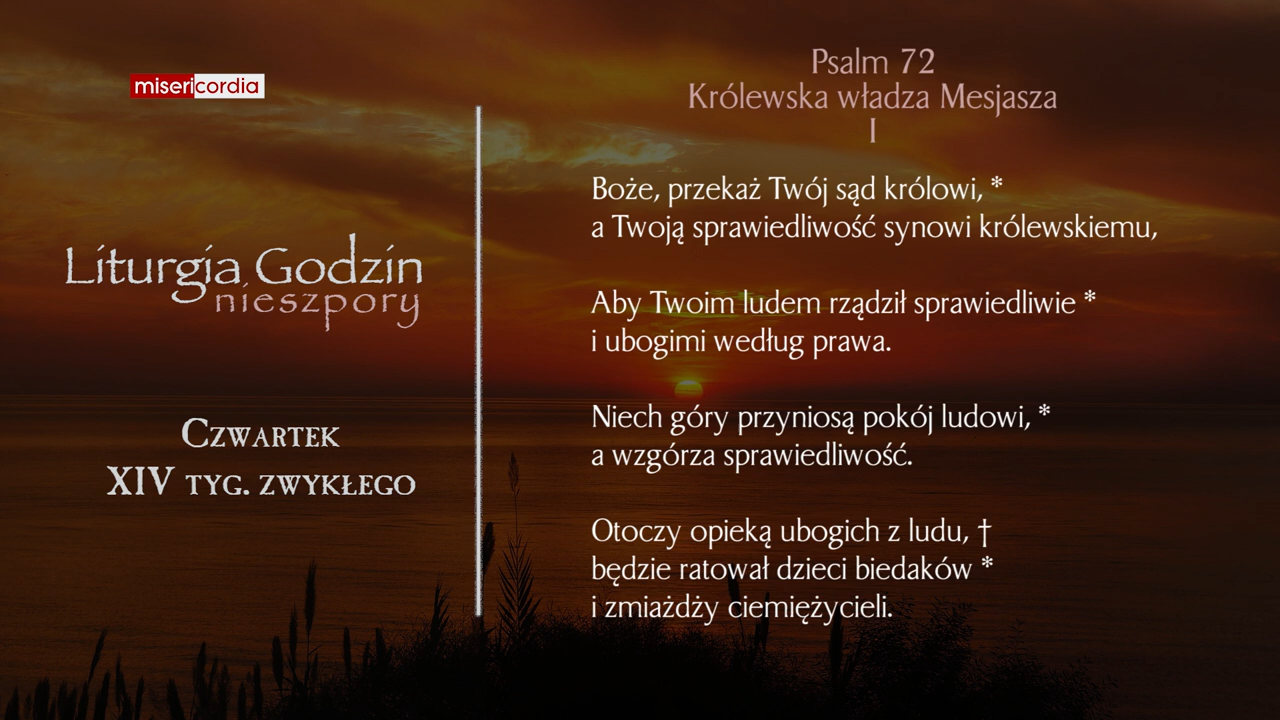 misericordia
Liturgia Godzin
nieszpory
Czwartek
XIV tyg. zwykłego
Psalm 72
Królewska władza Mesjasza
I
Boże, przekaż Twój sąd królowi, *
a Twoją sprawiedliwość synowi królewskiemu,
Aby Twoim ludem rządził sprawiedliwie *
i ubogimi według prawa.
Niech góry przyniosą pokój ludowi, *
a wzgórza sprawiedliwość.
Otoczy opieką ubogich z ludu, †
będzie ratował dzieci biedaków *
i zmiażdży ciemiężycieli.